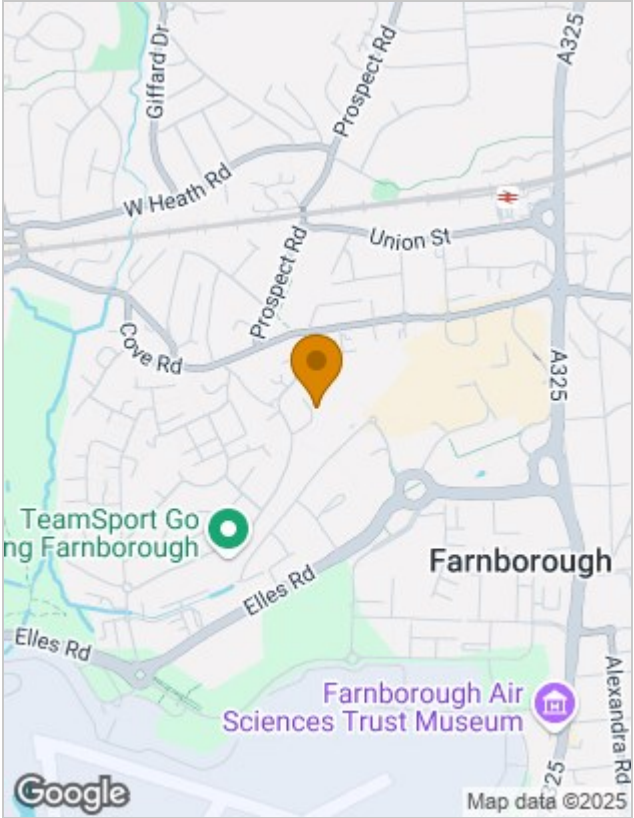 Giffard Dr
Prospect Rd
A325
W Heath Rd
Union St
Prospect Rd
Cove Rd
A325
TeamSport Go
ng Farnborough
Farnborough
Elles Rd
Elles Rd
Alexandra Rd
Farnborough Air
Sciences Trust Museum
A325
Google
Map data ©2025